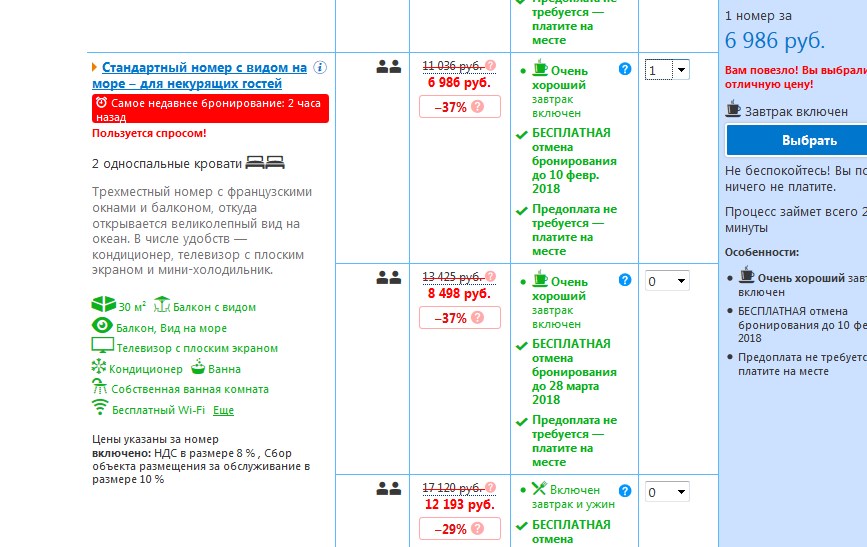 Предоплата не
требуется —
платите на
месте
1 номер за
6 986 руб.
Вам повезло! Вы выбрали
отличную цену!
Завтрак включен
Выбрать
Не беспокойтесь! Вы по
ничего не платите.
Процесс займет всего 2
минуты
Особенности:
Очень хороший завт
включен
БЕСПЛАТНАЯ отмена
бронирования до 10 фе
2018
Предоплата не требуетс
платите на месте
Стандартный номер с видом на
море – для некурящих гостей
Самое недавнее бронирование: 2 часа
назад
Пользуется спросом!
2 односпальные кровати
Трехместный номер с французскими
окнами и балконом, откуда
открывается великолепный вид на
океан. В числе удобств —
кондиционер, телевизор с плоским
экраном и мини-холодильник.
30 м² Балкон с видом
Балкон, Вид на море
Телевизор с плоским экраном
Кондиционер Ванна
Собственная ванная комната
Бесплатный Wi-Fi Еще
Цены указаны за номер
включено: НДС в размере 8 % , Сбор
объекта размещения за обслуживание в
размере 10 %
11 036 руб. ?
6 986 руб.
−37% ?
• Очень ?
хороший
завтрак
включен
БЕСПЛАТНАЯ
отмена
бронирования
до 10 февр.
2018
Предоплата не
требуется —
платите на
месте
1
13 425 руб. ?
8 498 руб.
−37% ?
• Очень ?
хороший
завтрак
включен
БЕСПЛАТНАЯ
отмена
бронирования
до 28 марта
2018
Предоплата не
требуется —
платите на
месте
0
17 120 руб. ?
12 193 руб.
−29% ?
• Включен ?
завтрак и ужин
БЕСПЛАТНАЯ
отмена
0